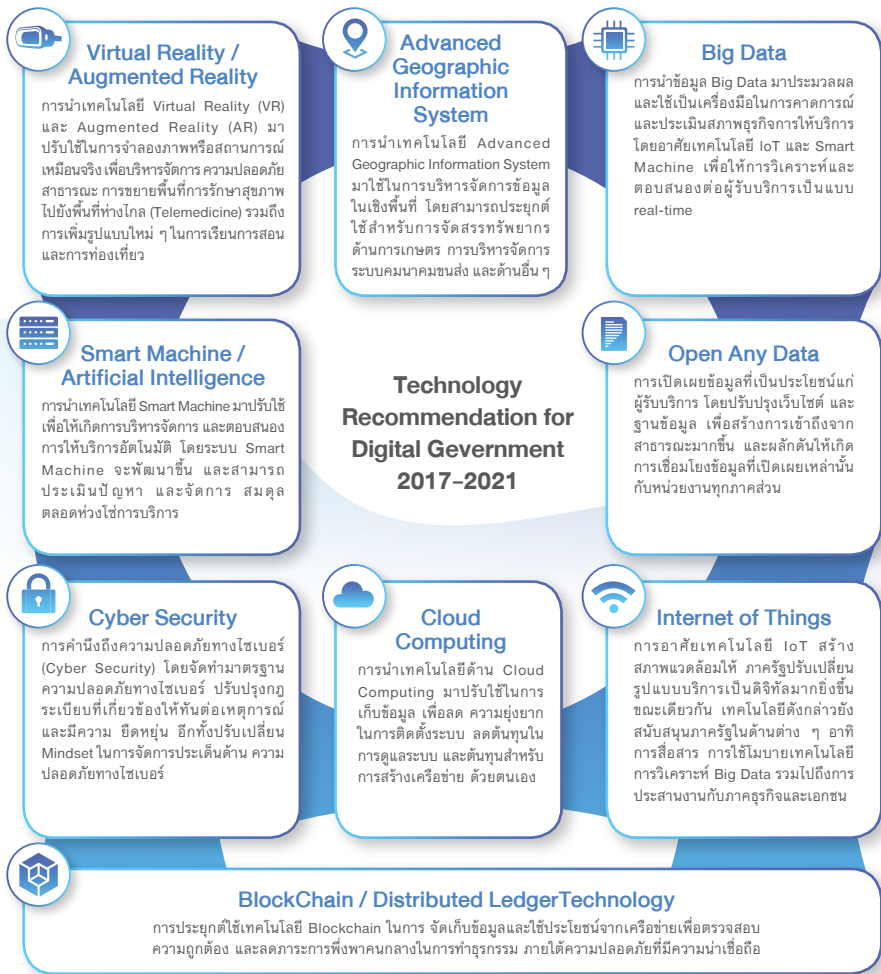 Virtual Reality /
Augmented Reality
การนำเทคโนโลยี Virtual Reality (VR)
และ Augmented Reality (AR) มา
ปรับใช้ในการจำลองภาพหรือสถานการณ์
เหมือนจริง เพื่อบริหารจัตการ ความปลอดภัย
สาธารณะ การขยายพื้นที่การรักษาสุขภาพ
ไปยังพื้นที่ห่างไกล (Telemedicine) รวมถึง
การเพิ่มรูปแบบใหม่ ๆ ในการเรียนการสอน
และการท่องเที่ยว
Advanced
Geographic
Information
System
การนำเทคโนโลยี Advanced
Geographic Information System
มาใช้ในการบริหารจัดการข้อมูล
ในเชิงพื้นที่ โดยสามารถประยุกต์
ใช้สำหรับการจัดสรรทรัพยากร
ด้านการเกษตร การบริหารจัดการ
ระบบคมนาคมขนส่ง และด้านอื่น ๆ
Big Data
การนำข้อมูล Big Data มาประมวลผล
และใช้เป็นเครื่องมือในการคาดการณ์
และประเมินสภาพธุรกิจการให้บริการ
โดยอาศัยเทคโนโลยี IoT และ Smart
Machine เพื่อให้การวิเคราะห์และ
ตอบสนองต่อผู้รับบริการเป็นแบบ
real-time
Smart Machine /
Artificial Intelligence
การนำเทคโนโลยี Smart Machine มาปรับใช้
เพื่อให้เกิดการบริหารจัดการ และตอบสนอง
การให้บริการอัตโนมัติ โดยระบบ Smart
Machine จะพัฒนาขึ้น และสามารถ
ประเมินปัญหา และจัดการ สมดุล
ตลอดห่วงโซ่การบริการ
Technology
Recommendation for
Digital Gevernment
2017–2021
Open Any Data
การเปิดเผยข้อมูลที่เป็นประโยชน์แก่
ผู้รับบริการ โดยปรับปรุงเว็บไซต์ และ
ฐานข้อมูล เพื่อสร้างการเข้าถึงจาก
สาธารณะมากขึ้น และผลักดันให้เกิด
การเชื่อมโยงข้อมูลที่เปิดเผยเหล่านั้น
กับหน่วยงานทุกภาคส่วน
Cyber Security
การคำนึงถึงความปลอดภัยทางไซเบอร์
(Cyber Security) โดยจัดทำมาตรฐาน
ความปลอดภัยทางไซเบอร์ ปรับปรุงกฎ
ระเบียบที่เกี่ยวข้องให้ทันต่อเหตุการณ์
และมีความ ยืดหยุ่น อีกทั้งปรับเปลี่ยน
Mindset ในการจัดการประเด็นด้าน ความ
ปลอดภัยทางไซเบอร์
Cloud
Computing
การนำเทคโนโลยีด้าน Cloud
Computing มาปรับใช้ในการ
เก็บข้อมูล เพื่อลด ความยุ่งยาก
ในการติดตั้งระบบ ลดต้นทุนใน
การดูแลระบบ และต้นทุนสำหรับ
การสร้างเครือข่าย ด้วยตนเอง
Internet of Things
การอาศัยเทคโนโลยี IoT สร้าง
สภาพแวดล้อมให้ ภาครัฐปรับเปลี่ยน
รูปแบบบริการเป็นดิจิทัลมากยิ่งขึ้น
ขณะเดียวกัน เทคโนโลยีดังกล่าวยัง
สนับสนุนภาครัฐในด้านต่าง ๆ อาทิ
การสื่อสาร การใช้โมบายเทคโนโลยี
การวิเคราะห์ Big Data รวมไปถึงการ
ประสานงานกับภาคธุรกิจและเอกชน
BlockChain / Distributed LedgerTechnology
การประยุกต์ใช้เทคโนโลยี Blockchain ในการ จัดเก็บข้อมูลและใช้ประโยชน์จากเครือข่ายเพื่อตรวจสอบ
ความถูกต้อง และลดภาระการพึ่งพาคนกลางในการทำธุรกรรม ภายใต้ความปลอดภัยที่มีความน่าเชื่อถือ